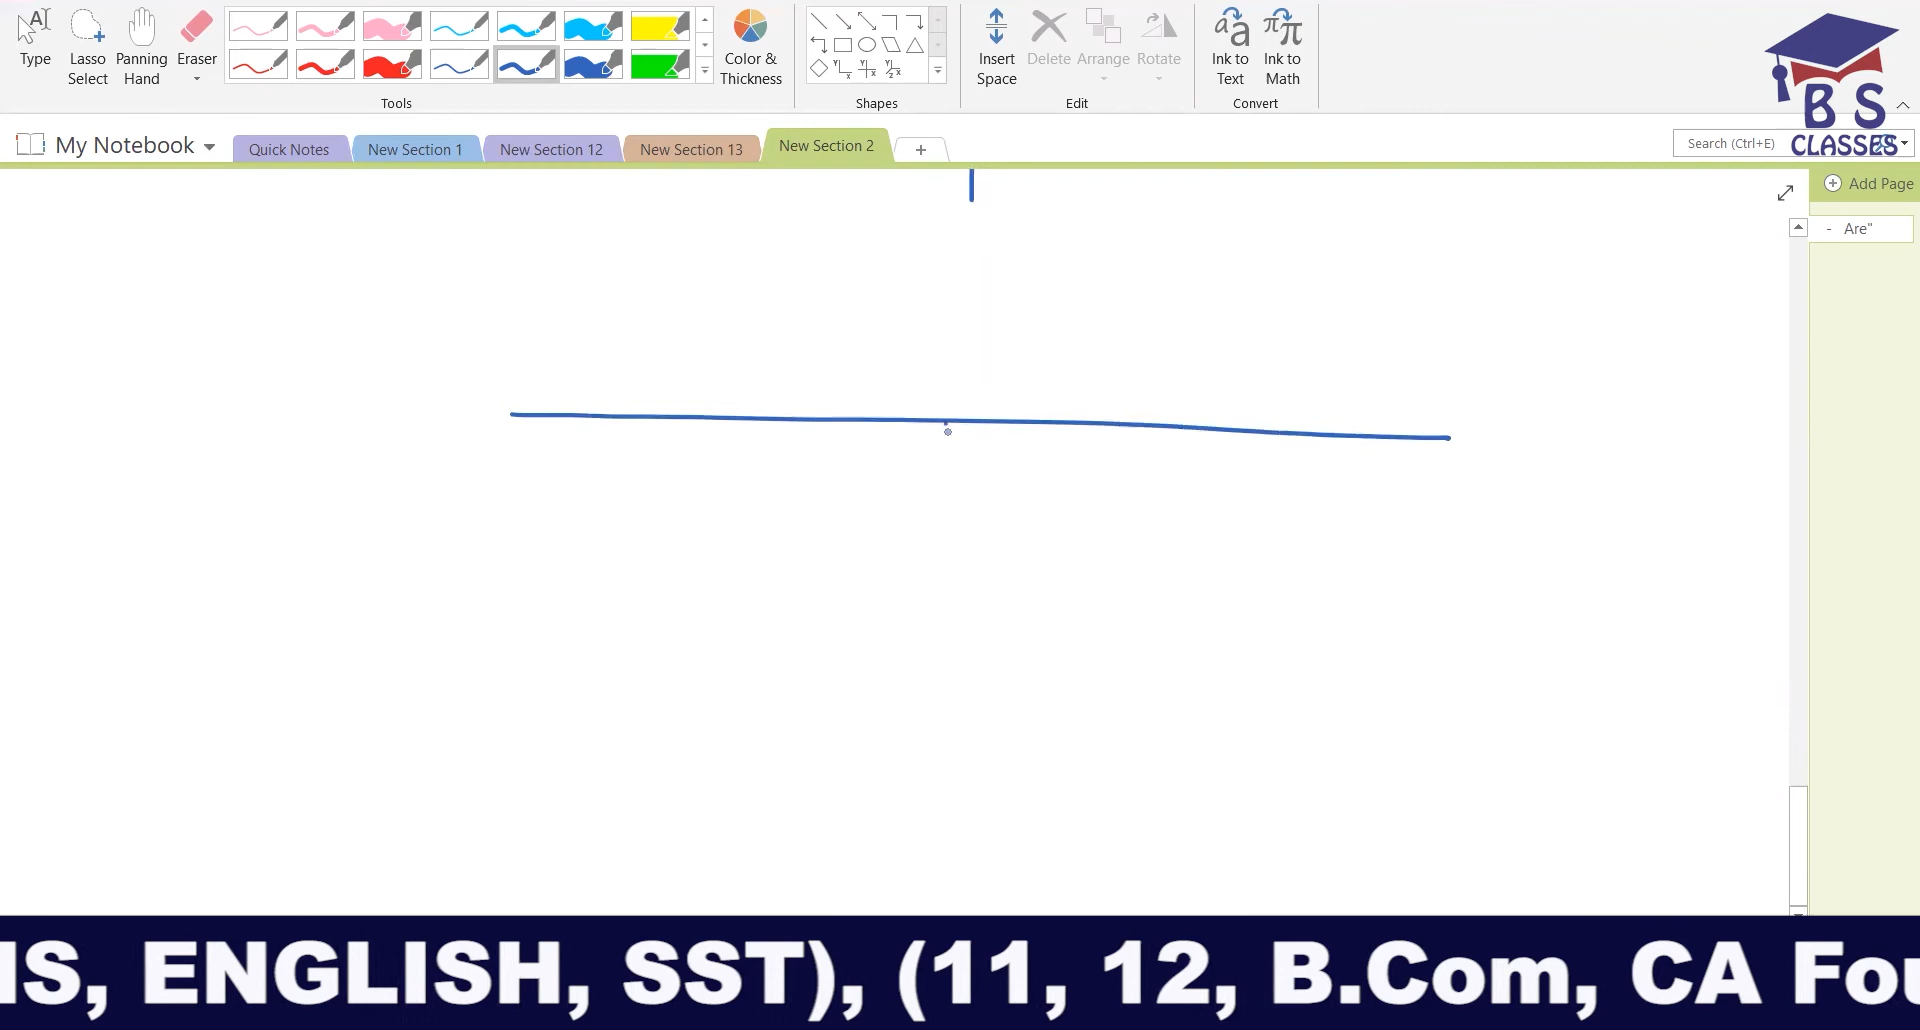 Type
Lasso Select
Panning Hand
Eraser
Color & Thickness
Tools
Shapes
Insert Space
Delete
Arrange
Rotate
Edit
Ink to Text
Ink to Math
Convert
B S
CLASSES
My Notebook
Quick Notes
New Section 1
New Section 12
New Section 13
New Section 2
Search (Ctrl+E)
Add Page
- Are"
IS, ENGLISH, SST), (11, 12, B.Com, CA Fou